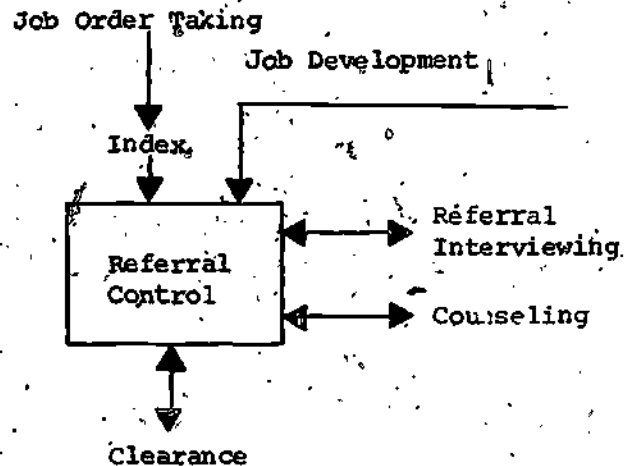 Job Order Taking
Job Development
Index
Referral
Interviewing
Referral
Control
Counseling
Clearance